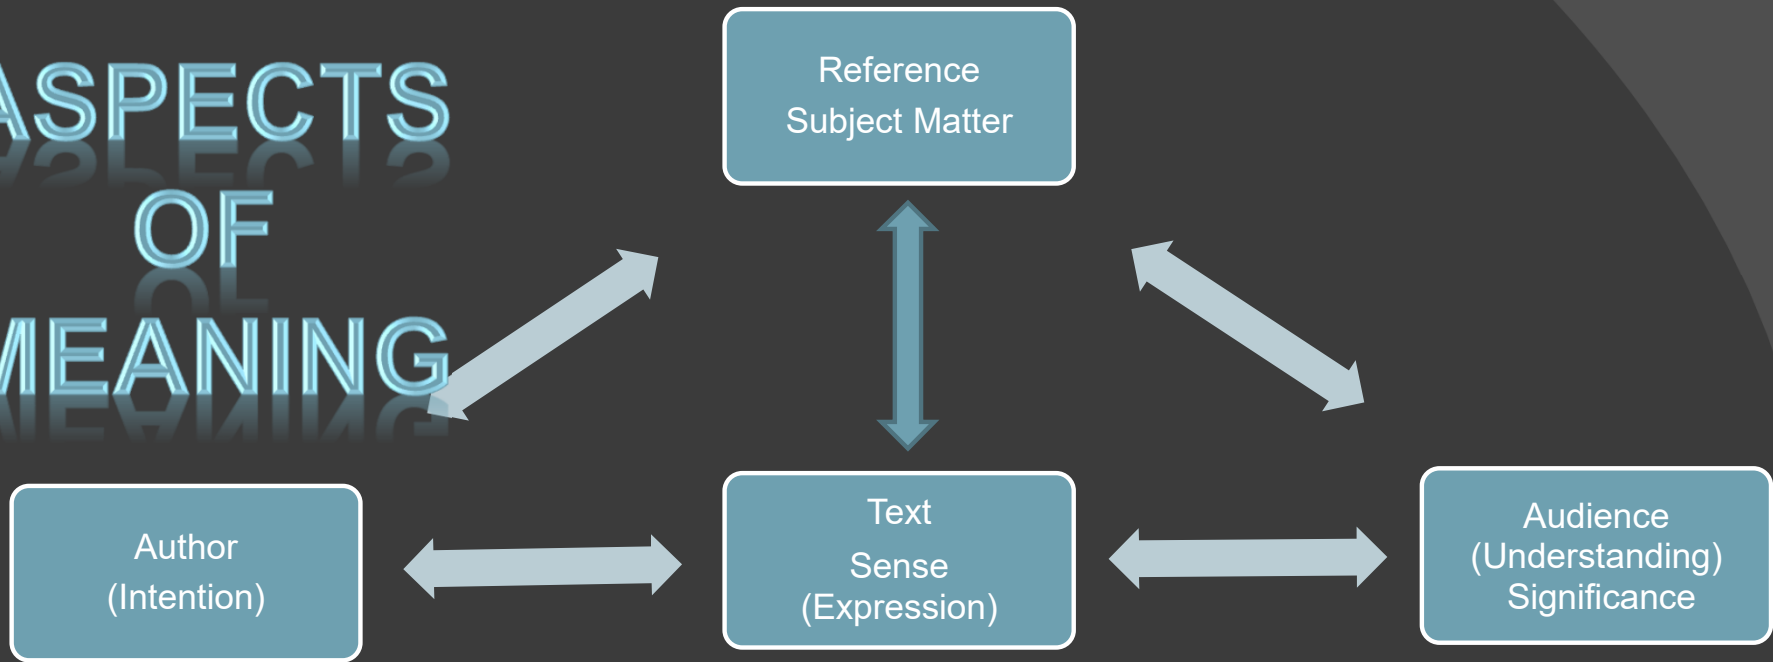 ASPECTS
OF
MEANING
Reference
Subject Matter
Author
(Intention)
Text
Sense
(Expression)
Audience
(Understanding)
Significance